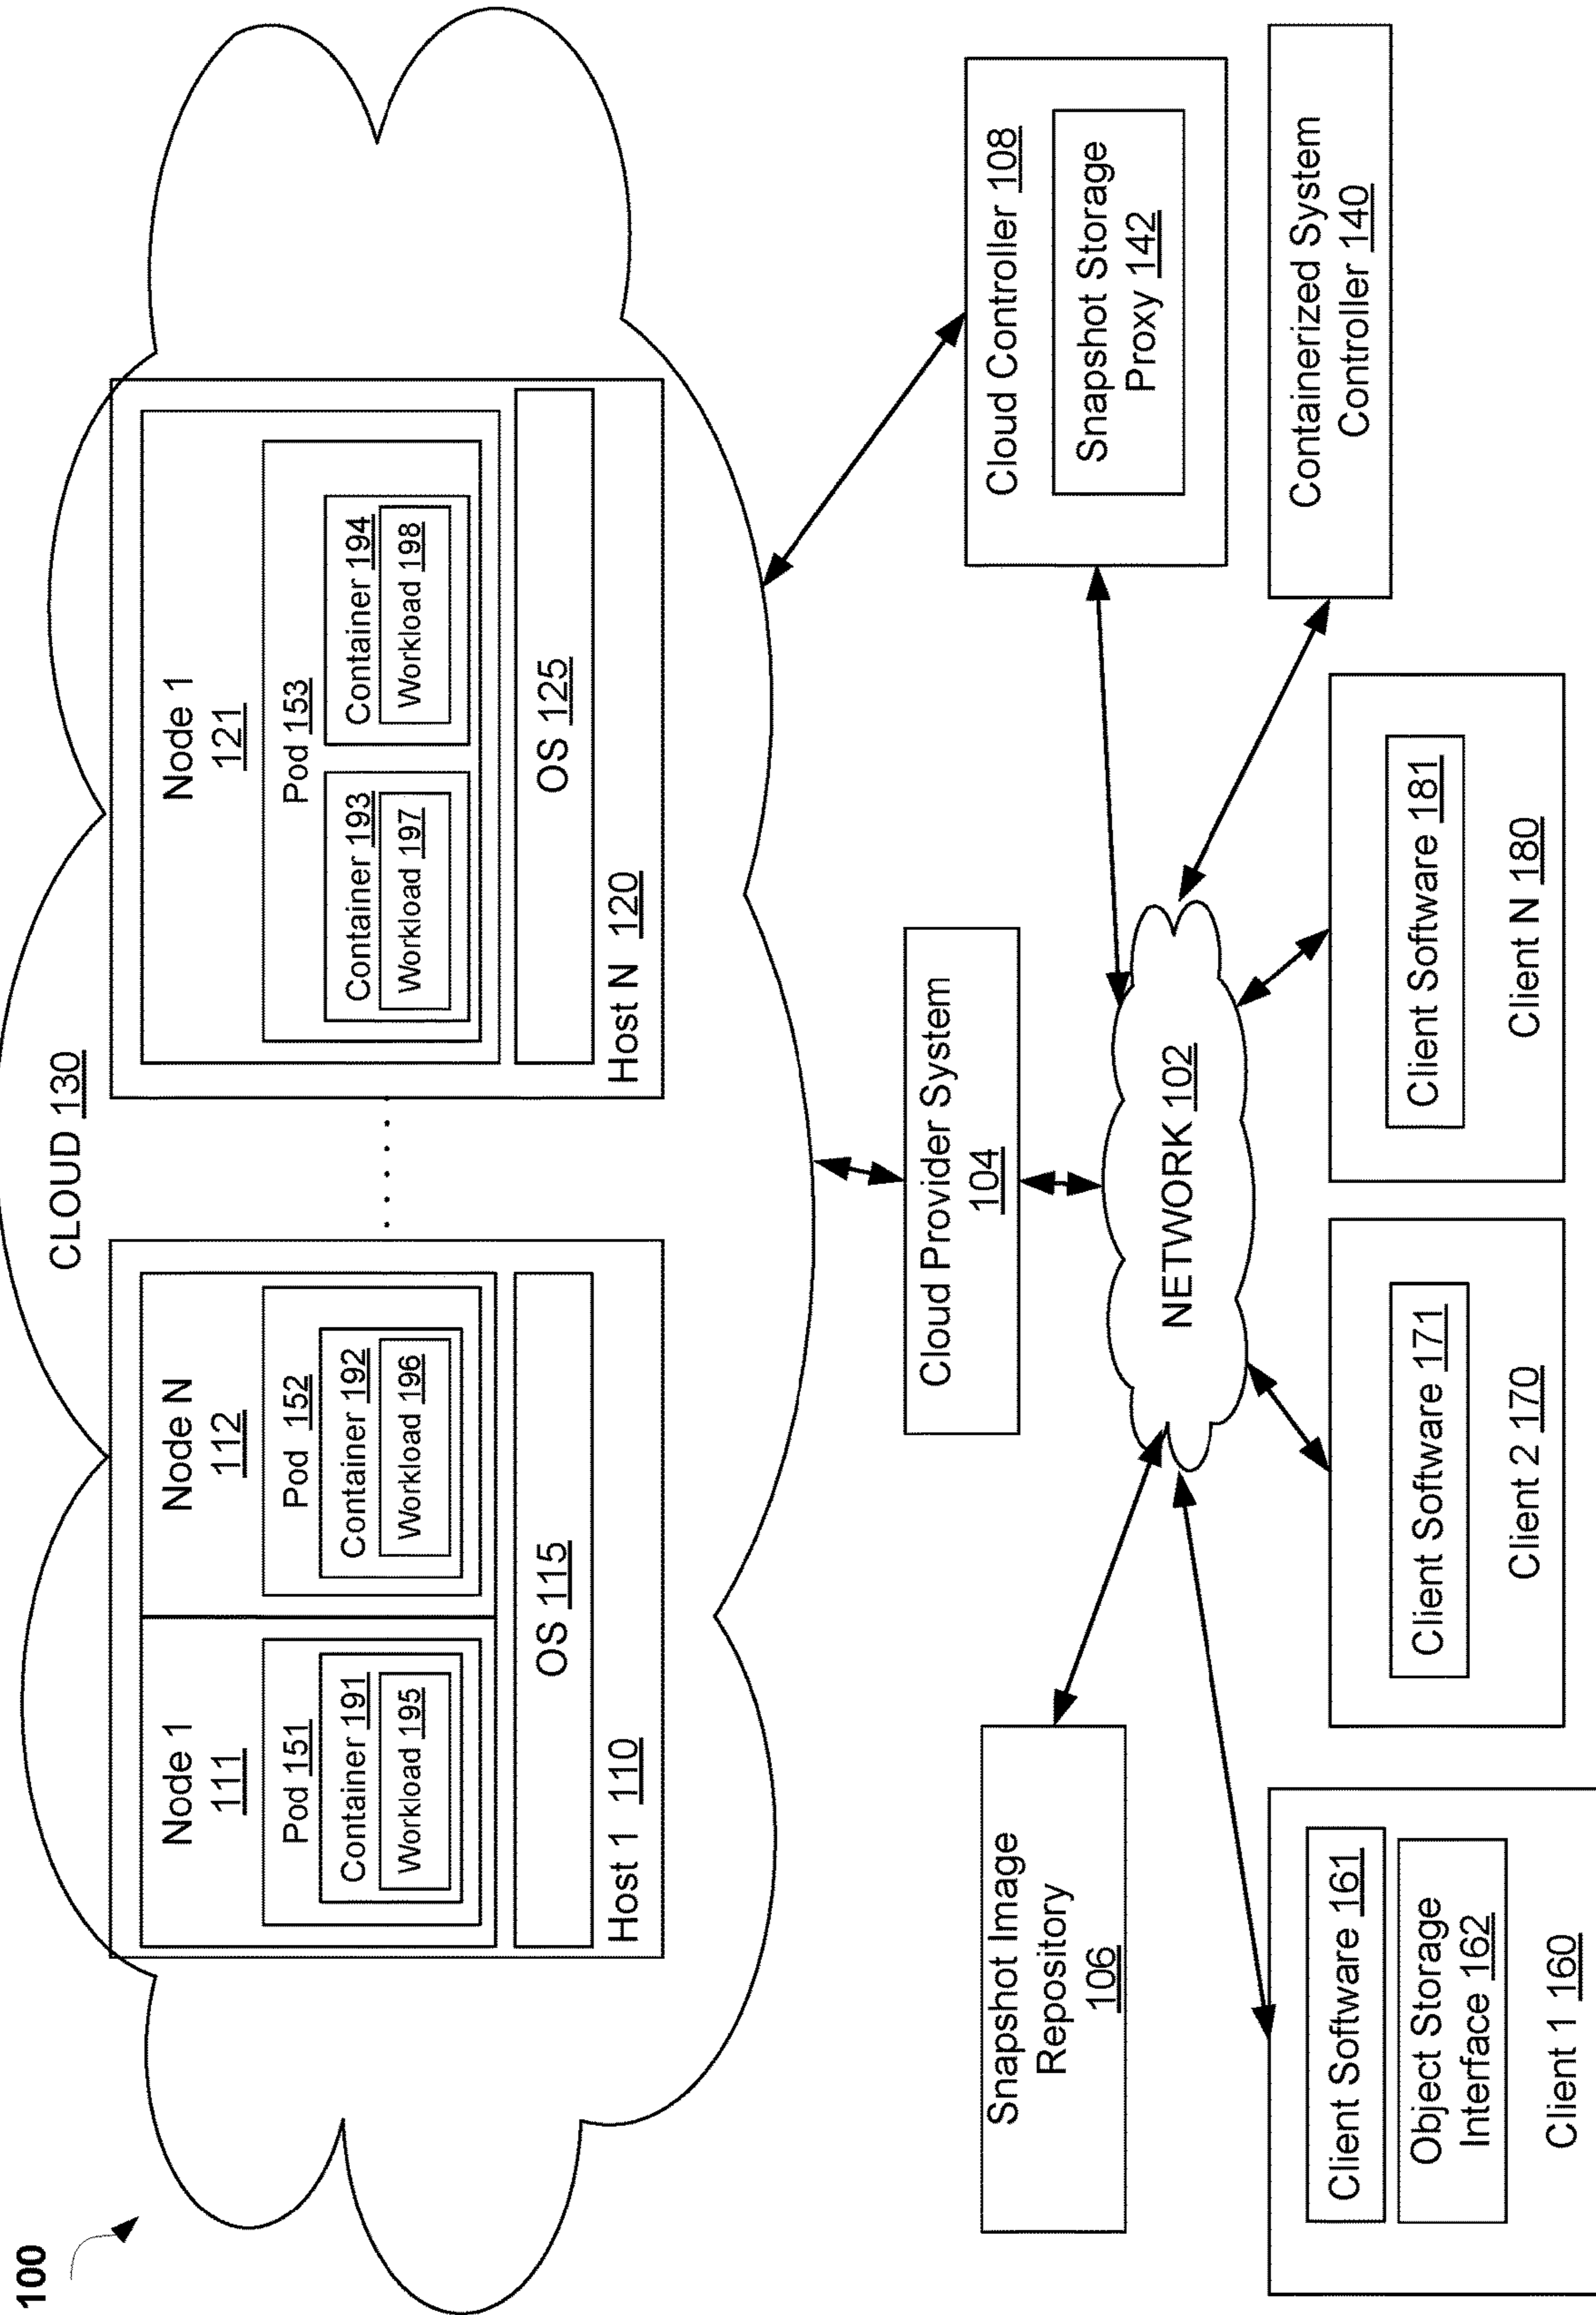 100
CLOUD 130
Node 1
111
Pod 151
Container 191
Workload 195
Node N
112
Pod 152
Container 192
Workload 196
OS 115
Host 1 110
. . . . . .
Node 1
121
Pod 153
Container 193
Workload 197
Container 194
Workload 198
OS 125
Host N 120
Cloud Provider System
104
Cloud Controller 108
Snapshot Storage
Proxy 142
Snapshot Image
Repository
106
NETWORK 102
Containerized System
Controller 140
Client Software 161
Object Storage
Interface 162
Client 1 160
Client Software 171
Client 2 170
Client Software 181
Client N 180